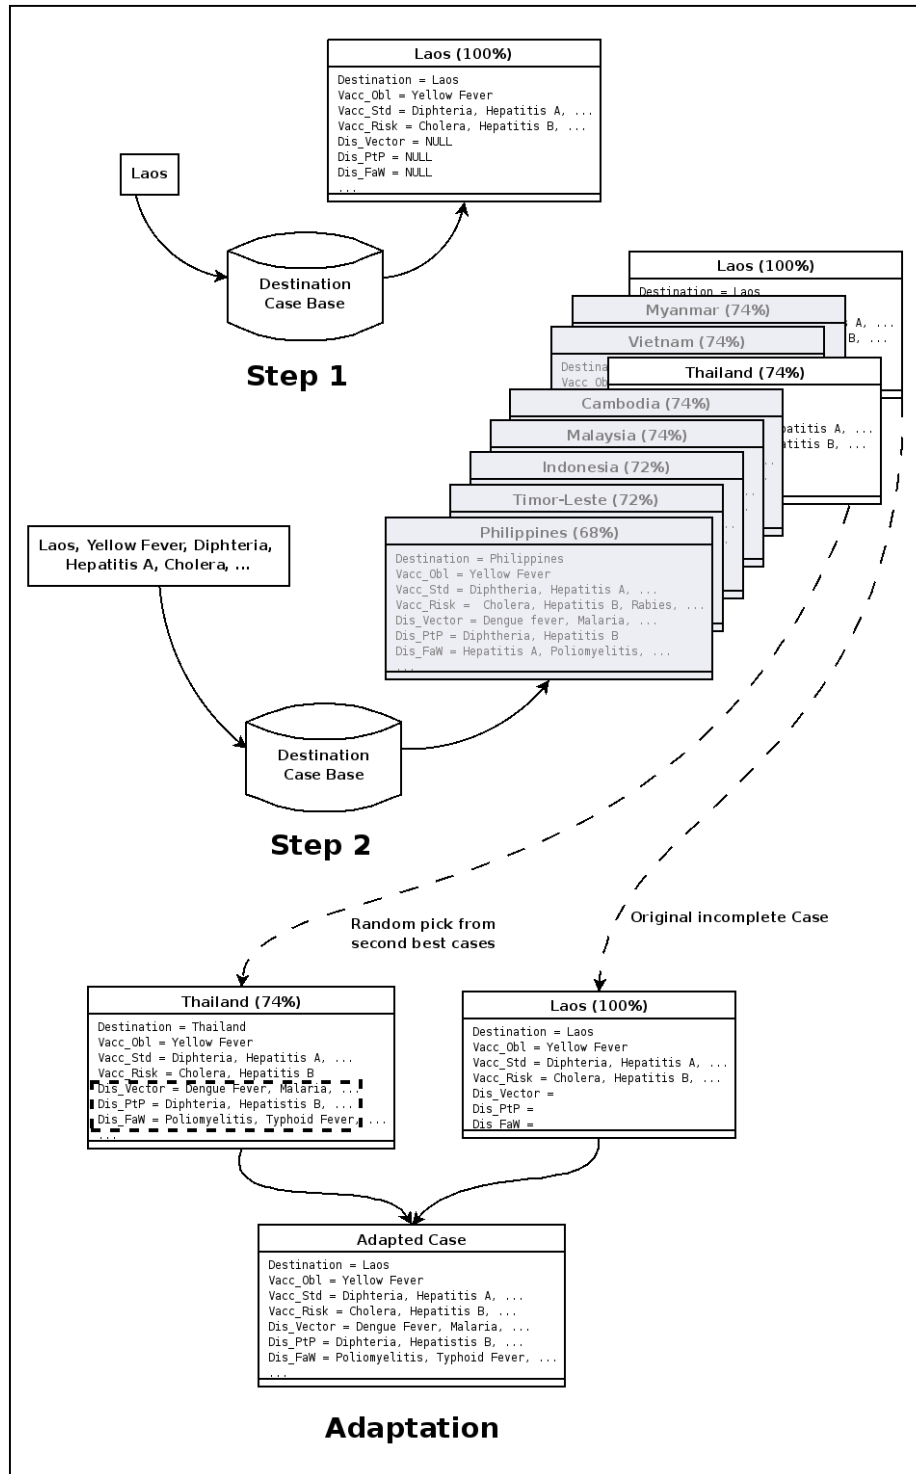 Laos (100%)
Destination = Laos
Vacc_Obl = Yellow Fever
Vacc_Std = Diphteria, Hepatitis A, ...
Vacc_Risk = Cholera, Hepatitis B, ...
Dis_Vector = NULL
Dis_PtP = NULL
Dis_FaW = NULL
...
Laos
Destination
Case Base
Step 1
Laos (100%)
Destination = Laos
A, ...
B, ...
Myanmar (74%)
Vietnam (74%)
Destina
Vacc_Ob
Thailand (74%)
patitis A, ...
atitis B, ...
Cambodia (74%)
Malaysia (74%)
Indonesia (72%)
Timor-Leste (72%)
Philippines (68%)
Destination = Philippines
Vacc_Obl = Yellow Fever
Vacc_Std = Diphtheria, Hepatitis A, ...
Vacc_Risk =  Cholera, Hepatitis B, Rabies, ...
Dis_Vector = Dengue fever, Malaria, ...
Dis_PtP = Diphtheria, Hepatitis B
Dis_FaW = Hepatitis A, Poliomyelitis, ...
...
Laos, Yellow Fever, Diphteria,
Hepatitis A, Cholera, ...
Destination
Case Base
Step 2
Random pick from
second best cases
Original incomplete Case
Thailand (74%)
Destination = Thailand
Vacc_Obl = Yellow Fever
Vacc_Std = Diphteria, Hepatitis A, ...
Vacc_Risk = Cholera, Hepatitis B
Dis_Vector = Dengue Fever, Malaria, ...
Dis_PtP = Diphteria, Hepatistis B, ...
Dis_FaW = Poliomyelitis, Typhoid Fever, ...
...
Laos (100%)
Destination = Laos
Vacc_Obl = Yellow Fever
Vacc_Std = Diphteria, Hepatitis A, ...
Vacc_Risk = Cholera, Hepatitis B, ...
Dis_Vector =
Dis_PtP =
Dis_FaW =
Adapted Case
Destination = Laos
Vacc_Obl = Yellow Fever
Vacc_Std = Diphteria, Hepatitis A, ...
Vacc_Risk = Cholera, Hepatitis B, ...
Dis_Vector = Dengue Fever, Malaria, ...
Dis_PtP = Diphteria, Hepatistis B, ...
Dis_FaW = Poliomyelitis, Typhoid Fever, ...
...
Adaptation